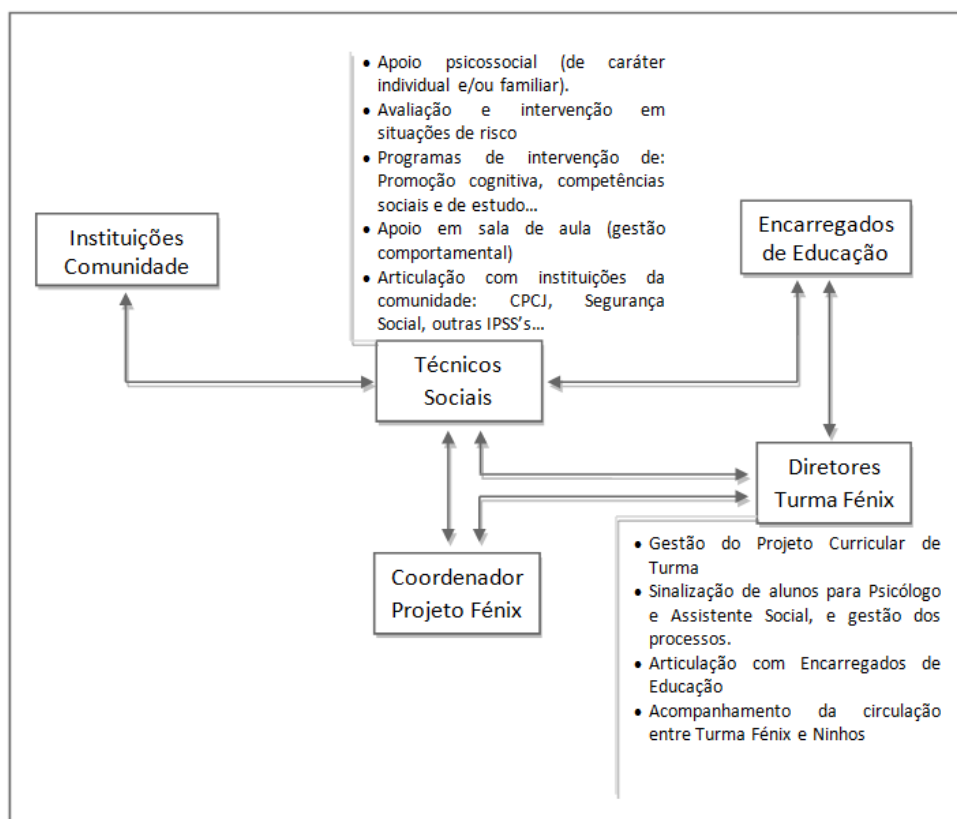 • Apoio psicossocial (de caráter
individual e/ou familiar).
• Avaliação e intervenção em
situações de risco
• Programas de intervenção de:
Promoção cognitiva, competências
sociais e de estudo...
• Apoio em sala de aula (gestão
comportamental)
• Articulação com instituições da
comunidade: CPCJ, Segurança
Social, outras IPSS's...
Instituições
Comunidade
Encarregados
de Educação
Técnicos
Sociais
Diretores
Turma Fénix
Coordenador
Projeto Fénix
• Gestão do Projeto Curricular de
Turma
• Sinalização de alunos para Psicólogo
e Assistente Social, e gestão dos
processos.
• Articulação com Encarregados de
Educação
• Acompanhamento da circulação
entre Turma Fénix e Ninhos